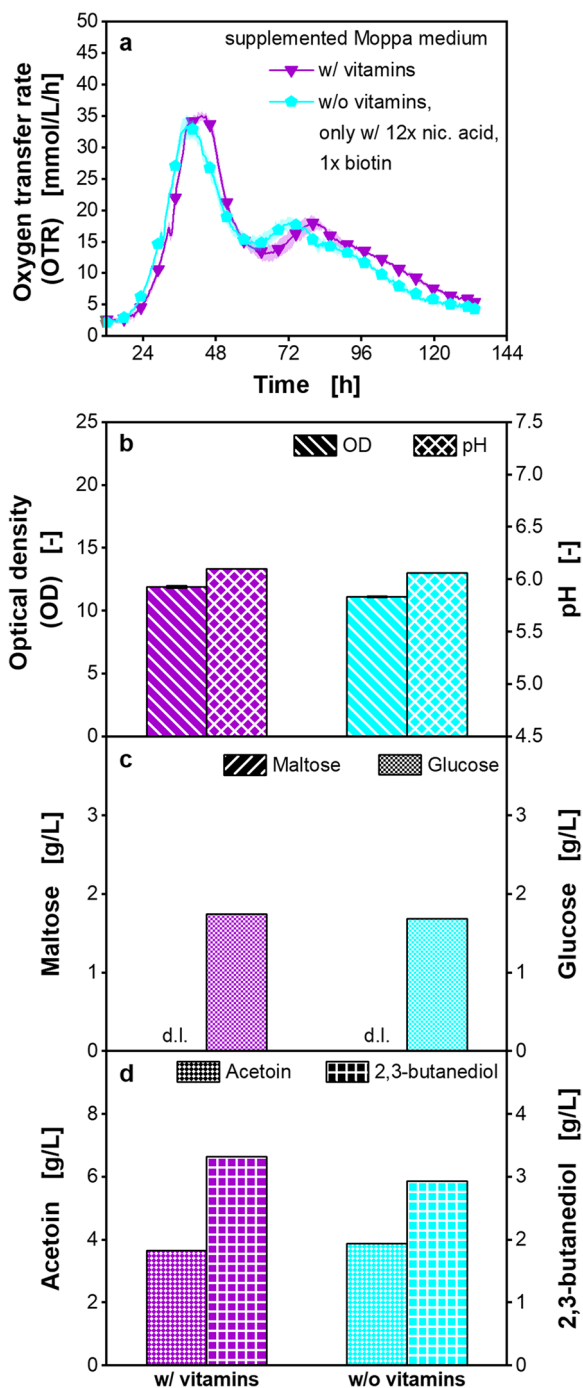 a
supplemented Moppa medium
w/ vitamins
w/o vitamins,
only w/ 12x nic. acid,
1x biotin
Oxygen transfer rate
(OTR) [mmol/L/h]
50
45
40
35
30
25
20
15
10
5
0
24
48
72
96
120
144
Time [h]
b
OD
pH
Optical density
(OD) [-]
25
20
15
10
5
0
7.5
7.0
6.5
6.0
5.5
5.0
4.5
pH [-]
c
Maltose
Glucose
Maltose [g/L]
3
2
1
0
d.l.
d.l.
3
2
1
0
Glucose [g/L]
d
Acetoin
2,3-butanediol
Acetoin [g/L]
8
6
4
2
0
4
3
2
1
0
2,3-butanediol [g/L]
w/ vitamins
w/o vitamins